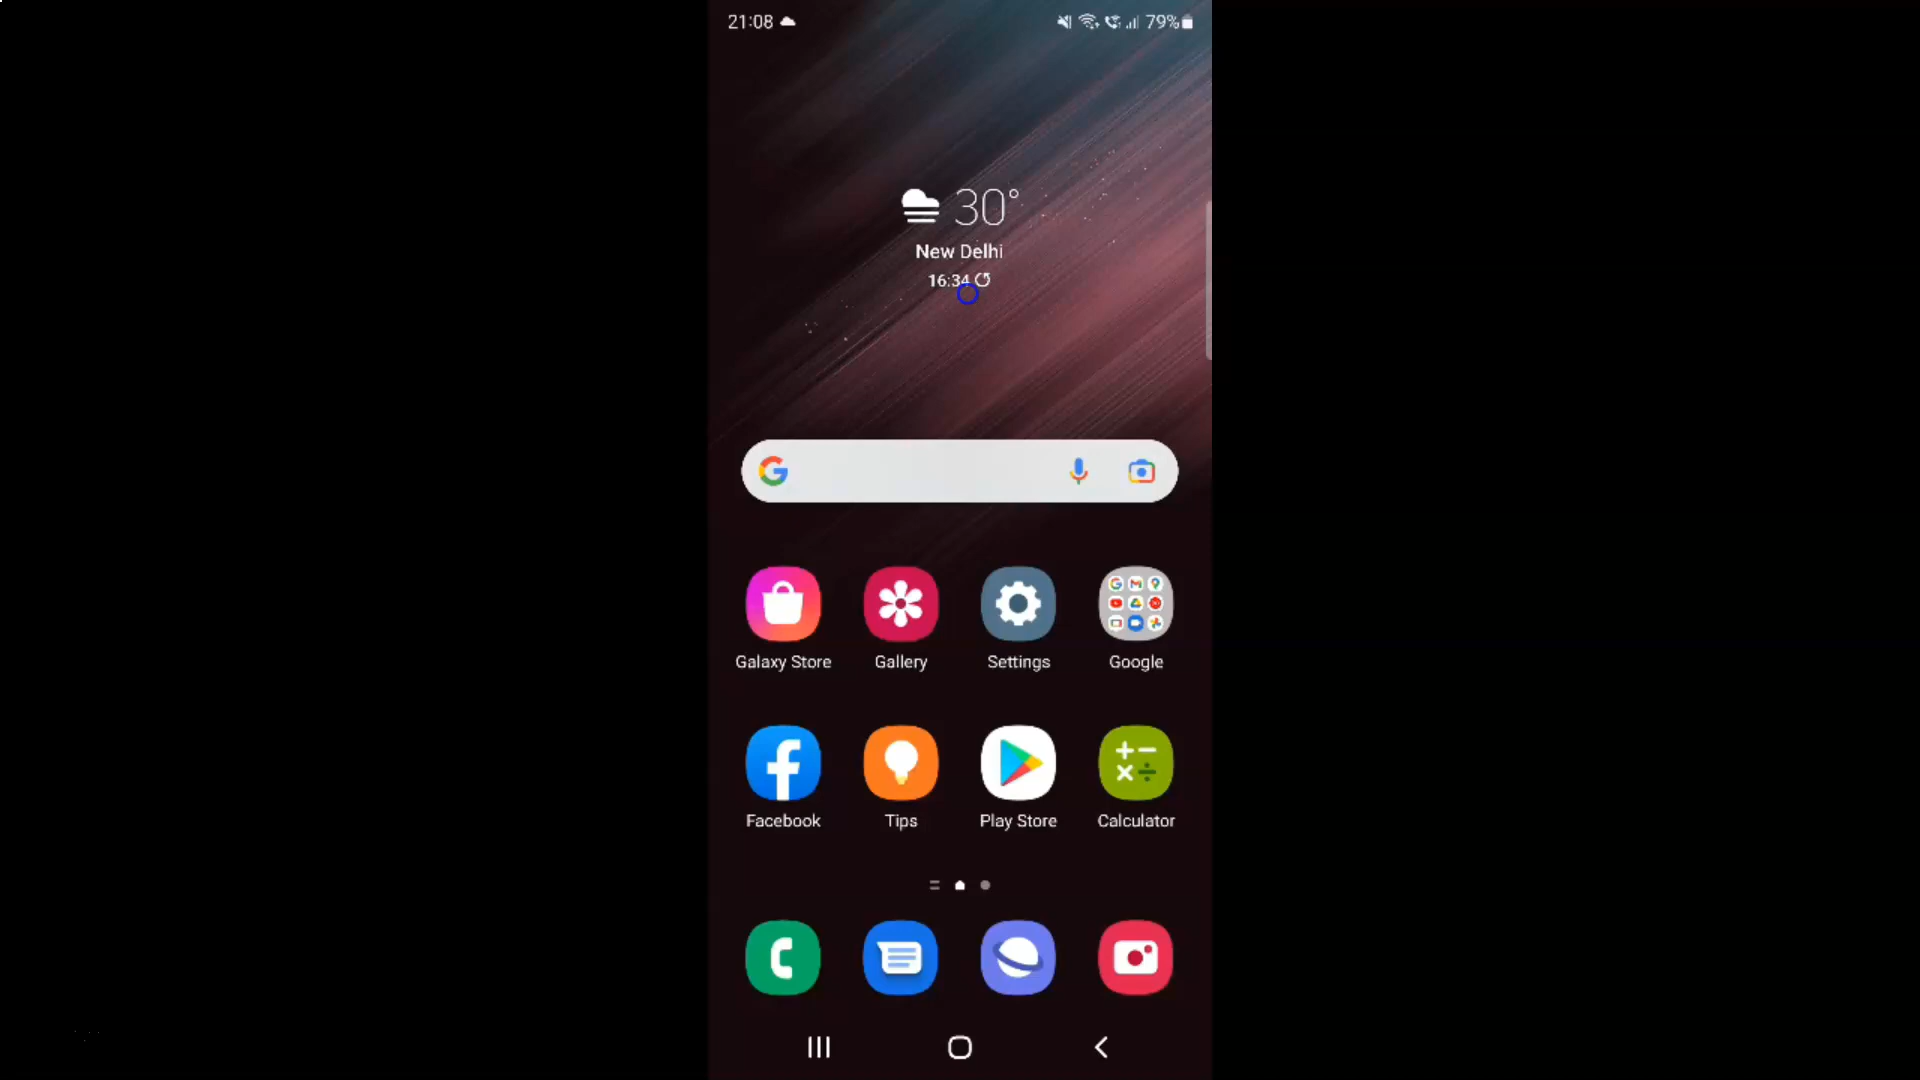 21:08
79%
30°
New Delhi
16:34
Galaxy Store
Gallery
Settings
Google
Facebook
Tips
Play Store
Calculator